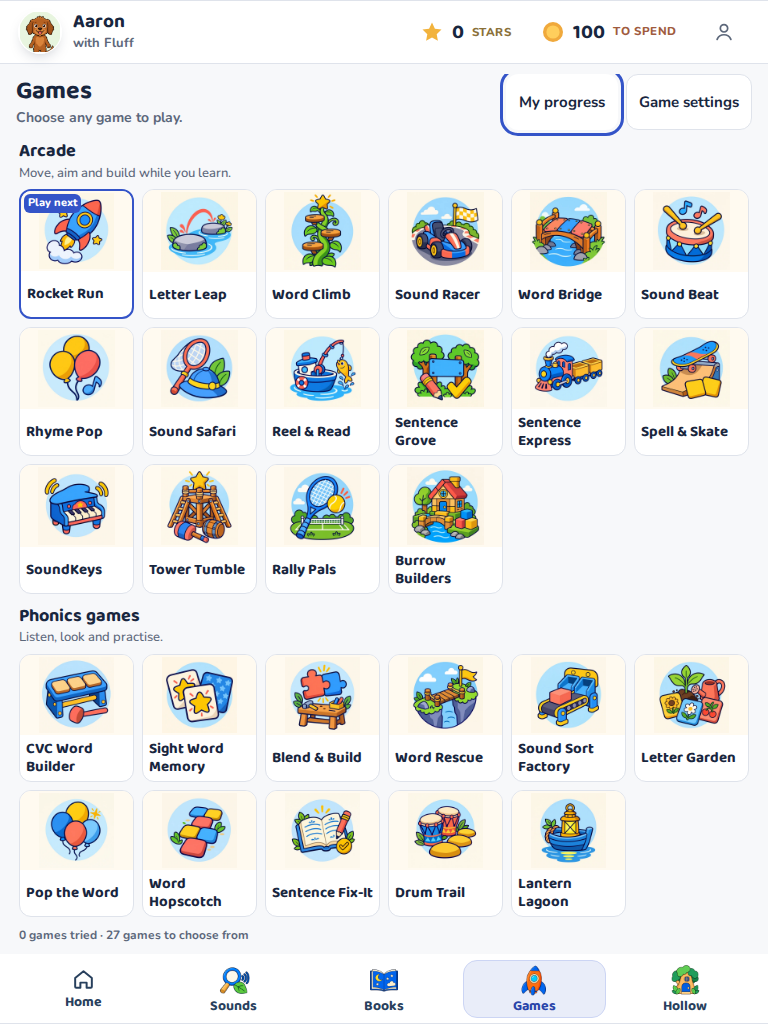 Aaron
with Fluff
0 STARS
100 TO SPEND
Games
Choose any game to play.
My progress
Game settings
Arcade
Move, aim and build while you learn.
Play next
Rocket Run
Letter Leap
Word Climb
Sound Racer
Word Bridge
Sound Beat
Rhyme Pop
Sound Safari
Reel & Read
Sentence
Grove
Sentence
Express
Spell & Skate
SoundKeys
Tower Tumble
Rally Pals
Burrow
Builders
Phonics games
Listen, look and practise.
CVC Word
Builder
Sight Word
Memory
Blend & Build
Word Rescue
Sound Sort
Factory
Letter Garden
Pop the Word
Word
Hopscotch
Sentence Fix-It
Drum Trail
Lantern
Lagoon
0 games tried · 27 games to choose from
Home
Sounds
Books
Games
Hollow